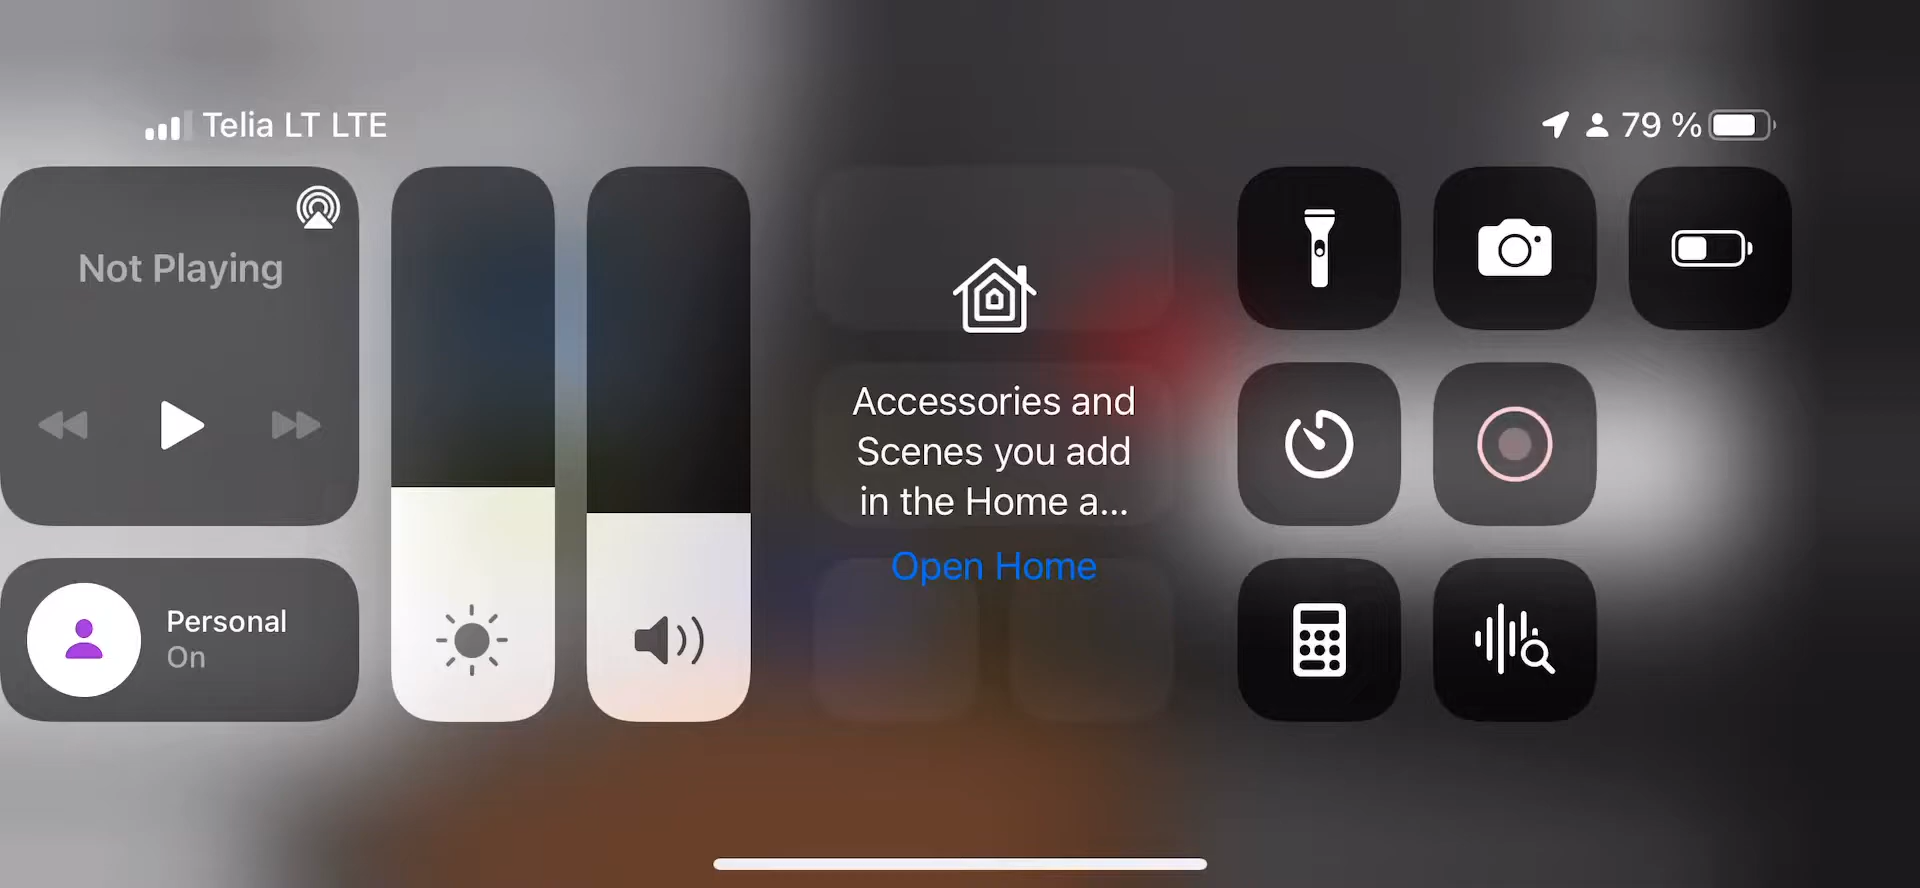 Telia LT LTE
79 %
Not Playing
Personal
On
Accessories and
Scenes you add
in the Home a...
Open Home